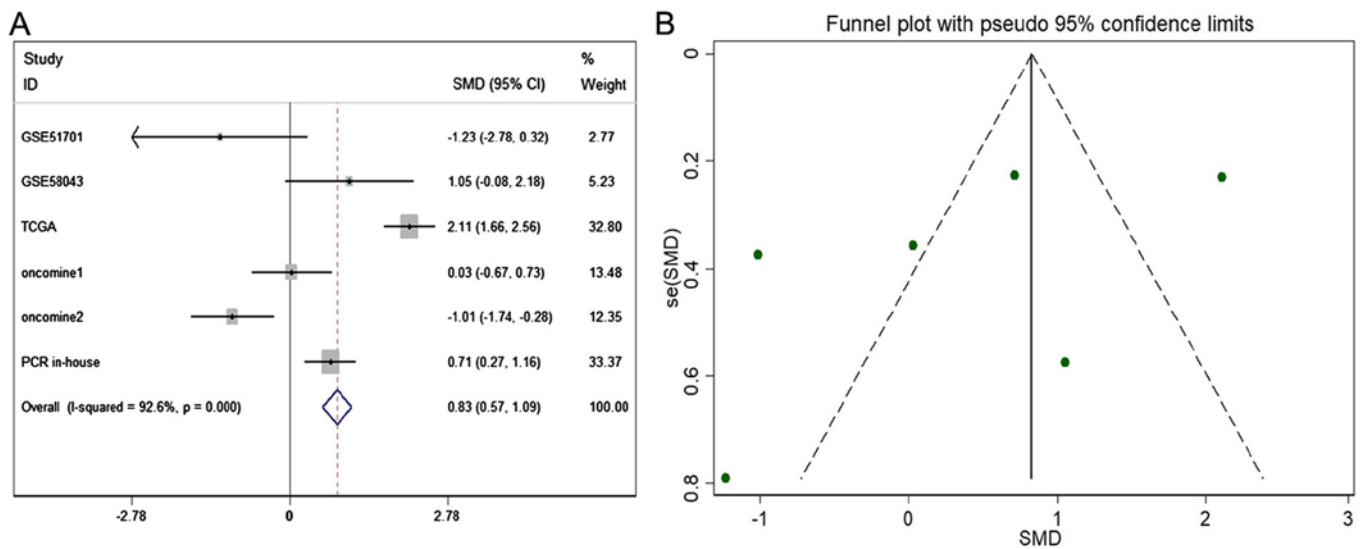 A
Study
%
ID
SMD (95% CI)
Weight
GSE51701
-1.23 (-2.78, 0.32)
2.77
GSE58043
1.05 (-0.08, 2.18)
5.23
TCGA
2.11 (1.66, 2.56)
32.80
oncomine1
0.03 (-0.67, 0.73)
13.48
oncomine2
-1.01 (-1.74, -0.28)
12.35
PCR in-house
0.71 (0.27, 1.16)
33.37
Overall (I-squared = 92.6%, p = 0.000)
0.83 (0.57, 1.09)
100.00
-2.78
0
2.78
B
Funnel plot with pseudo 95% confidence limits
se(SMD)
0
0.2
0.4
0.6
0.8
-1
0
1
2
3
SMD